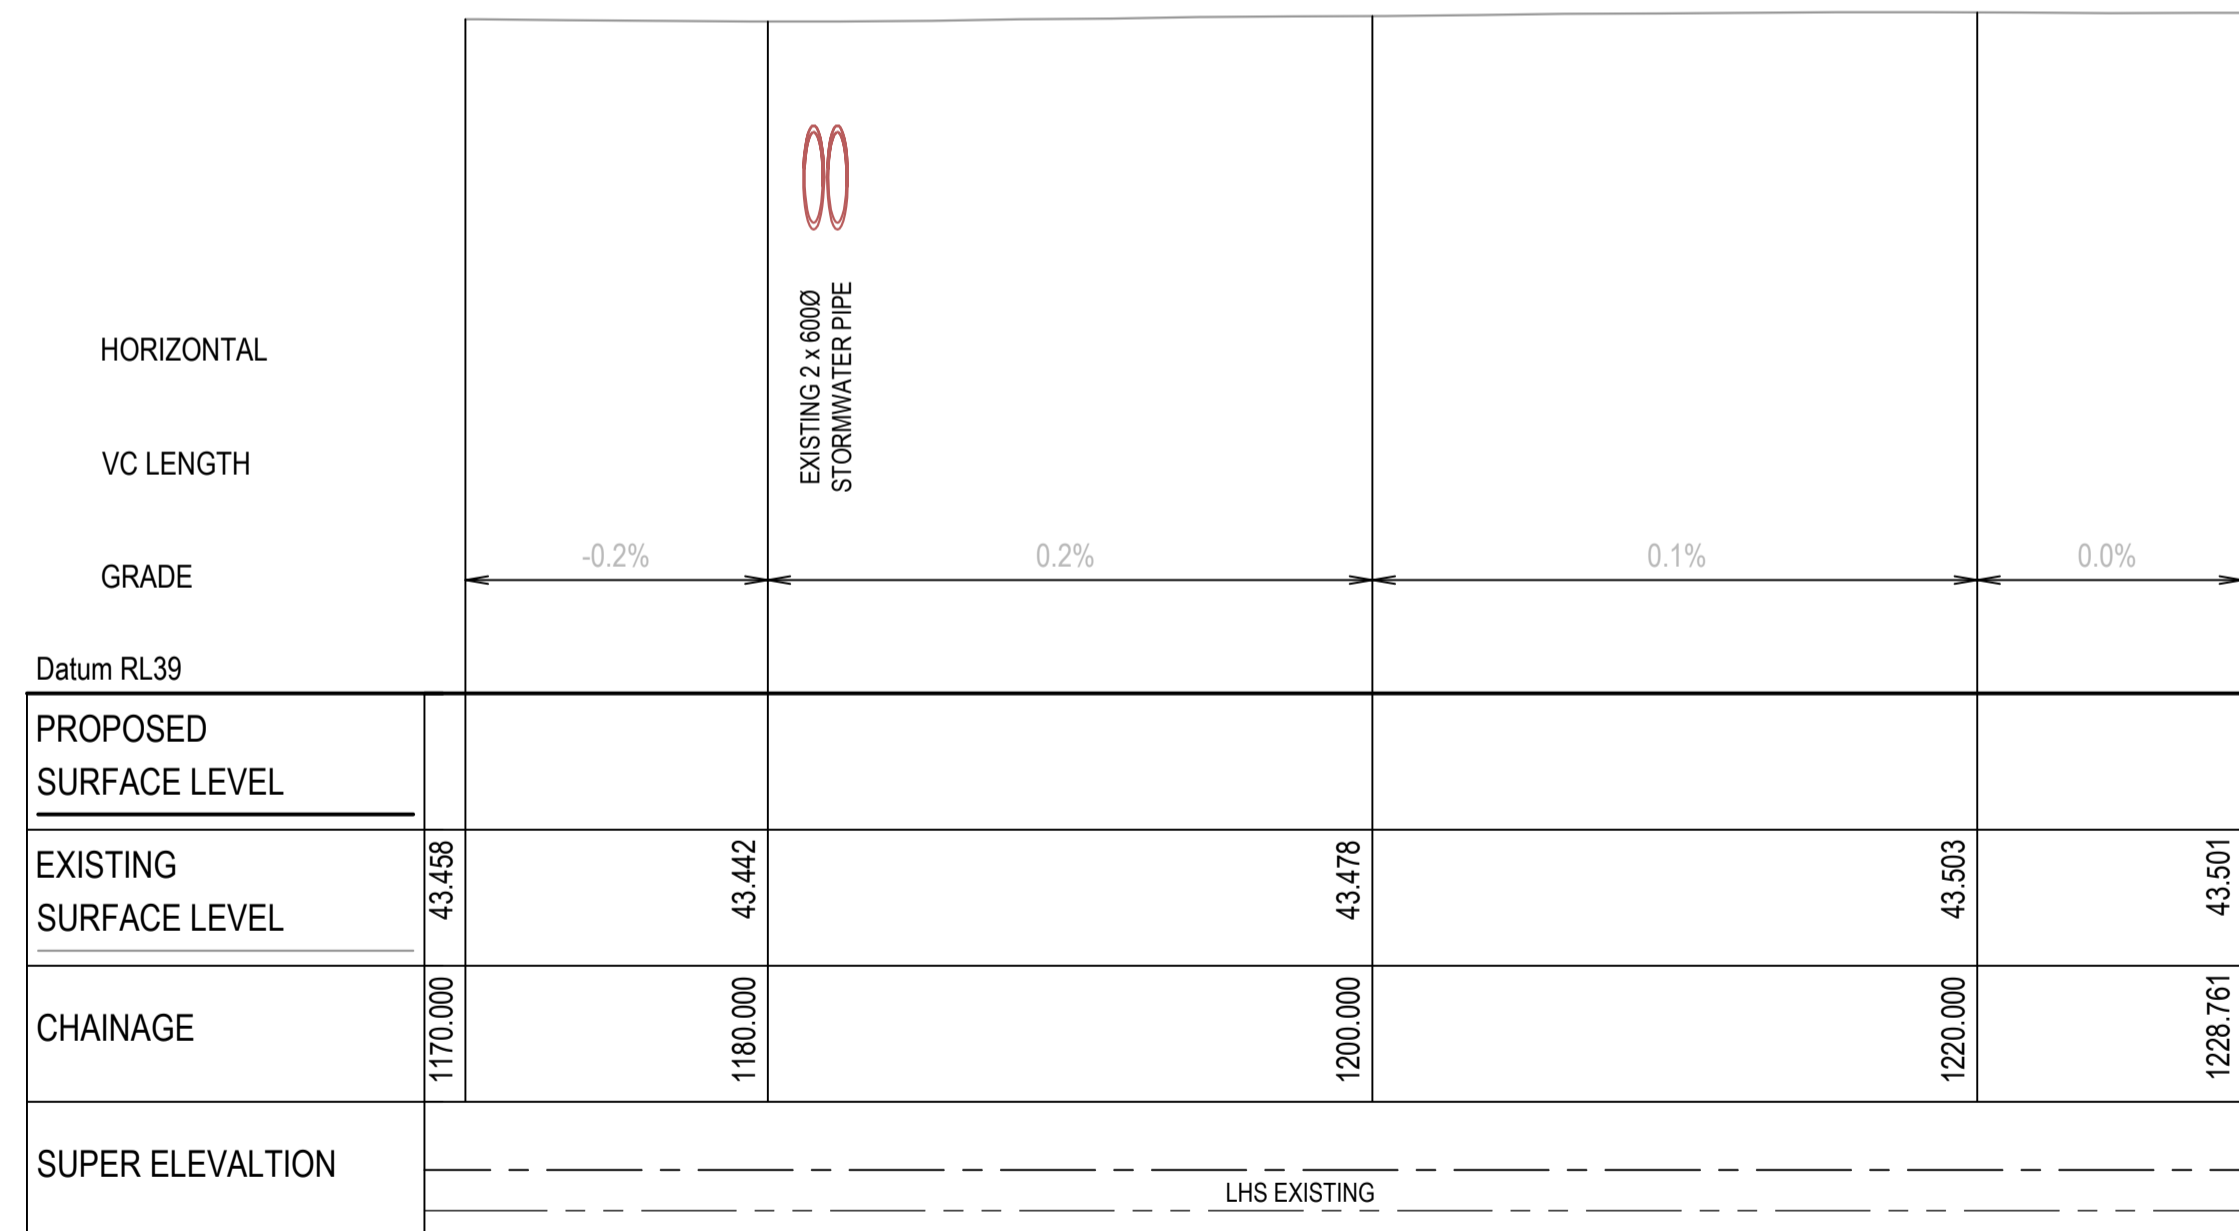 EXISTING 2 x 600Ø
STORMWATER PIPE
HORIZONTAL
VC LENGTH
GRADE
-0.2%
0.2%
0.1%
0.0%
Datum RL39
PROPOSED
SURFACE LEVEL
EXISTING
SURFACE LEVEL
43.458
43.442
43.478
43.503
43.501
CHAINAGE
1170.000
1180.000
1200.000
1220.000
1228.761
SUPER ELEVALTION
LHS EXISTING